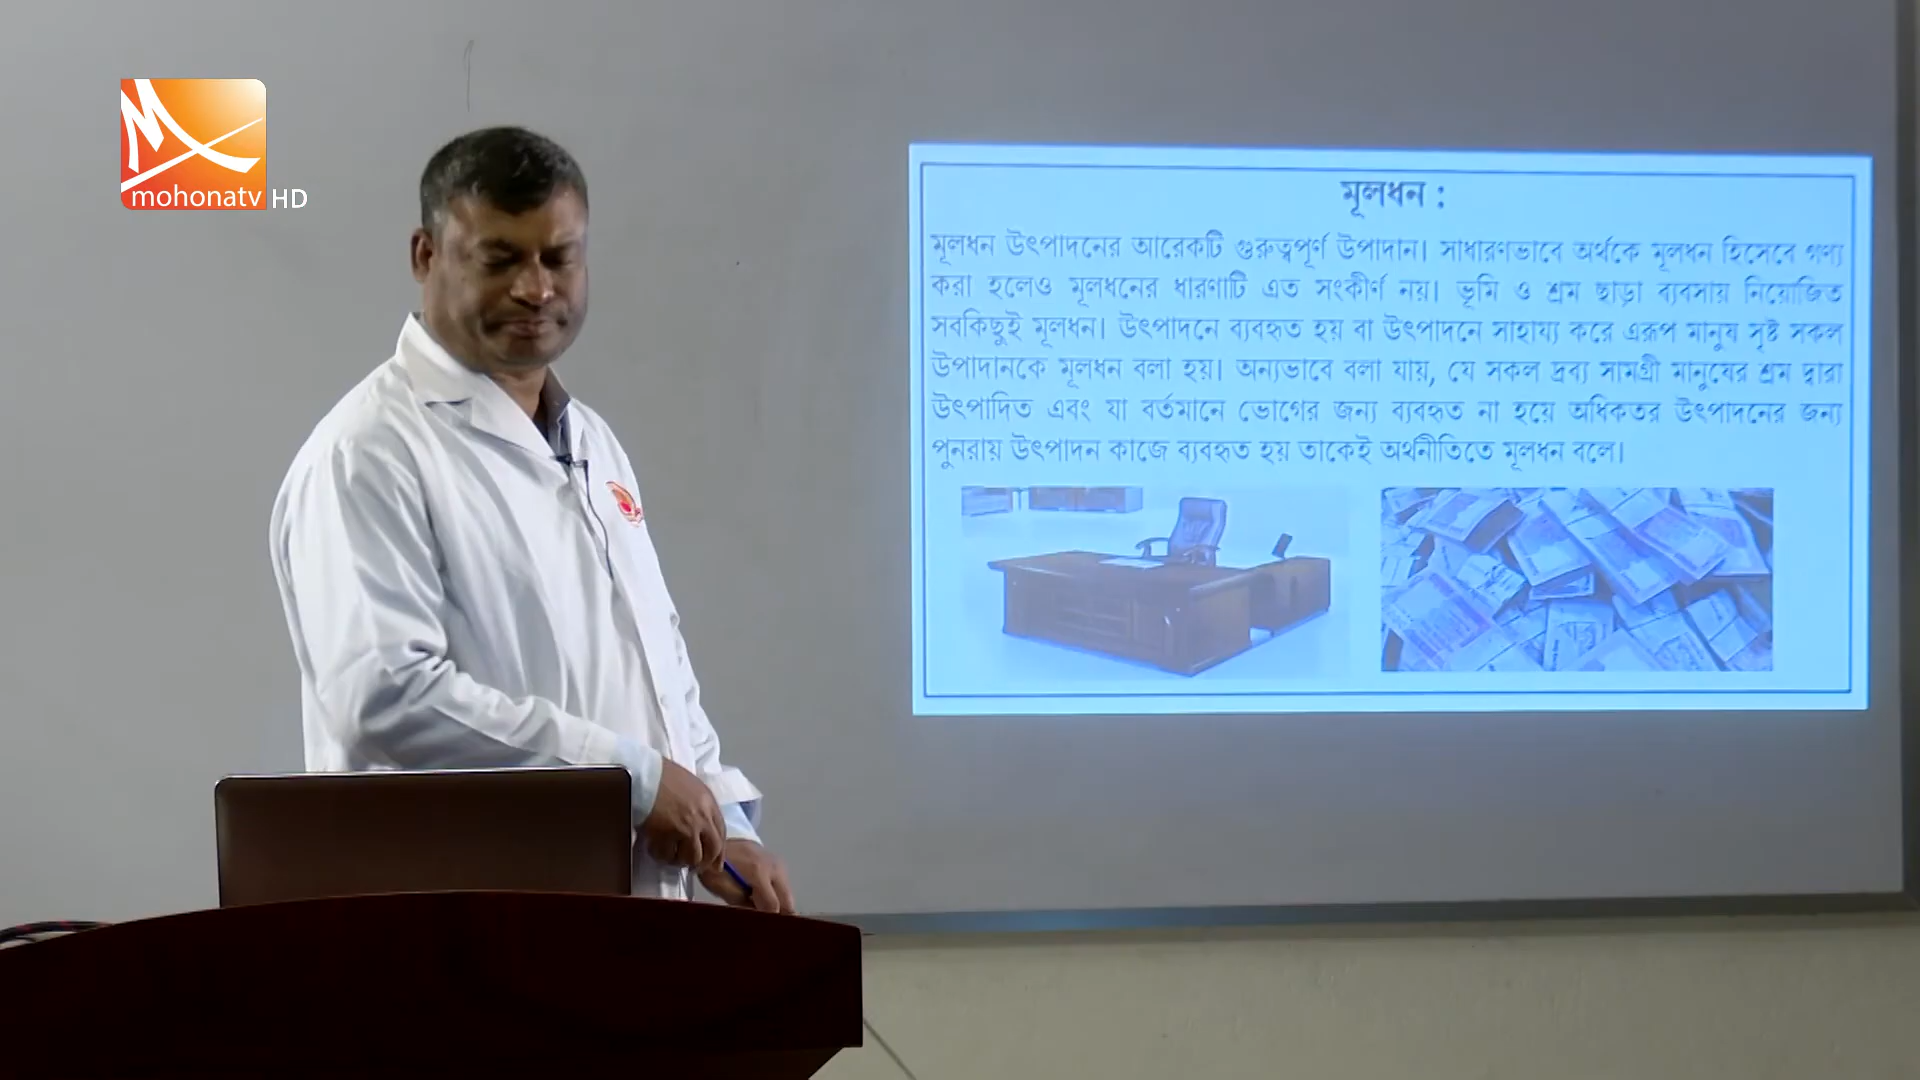 mohonatv HD
মূলধন :
মূলধন উৎপাদনের আরেকটি গুরুত্বপূর্ণ উপাদান। সাধারণভাবে অর্থকে মূলধন হিসেবে গণ্য
করা হলেও মূলধনের ধারণাটি এত সংকীর্ণ নয়। ভূমি ও শ্রম ছাড়া ব্যবসায় নিয়োজিত
সবকিছুই মূলধন। উৎপাদনে ব্যবহৃত হয় বা উৎপাদনে সাহায্য করে এরূপ মানুষ সৃষ্ট সকল
উপাদানকে মূলধন বলা হয়। অন্যভাবে বলা যায়, যে সকল দ্রব্য সামগ্রী মানুষের শ্রম দ্বারা
উৎপাদিত এবং যা বর্তমানে ভোগের জন্য ব্যবহৃত না হয়ে অধিকতর উৎপাদনের জন্য
পুনরায় উৎপাদন কাজে ব্যবহৃত হয় তাকেই অর্থনীতিতে মূলধন বলে।